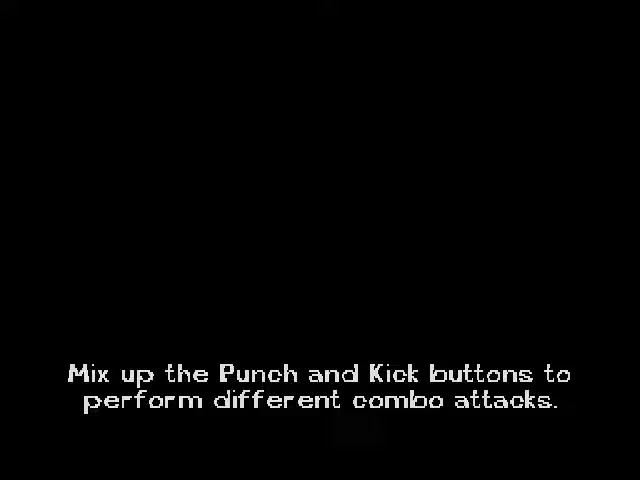 Mix up the Punch and Kick buttons to
perform different combo attacks.